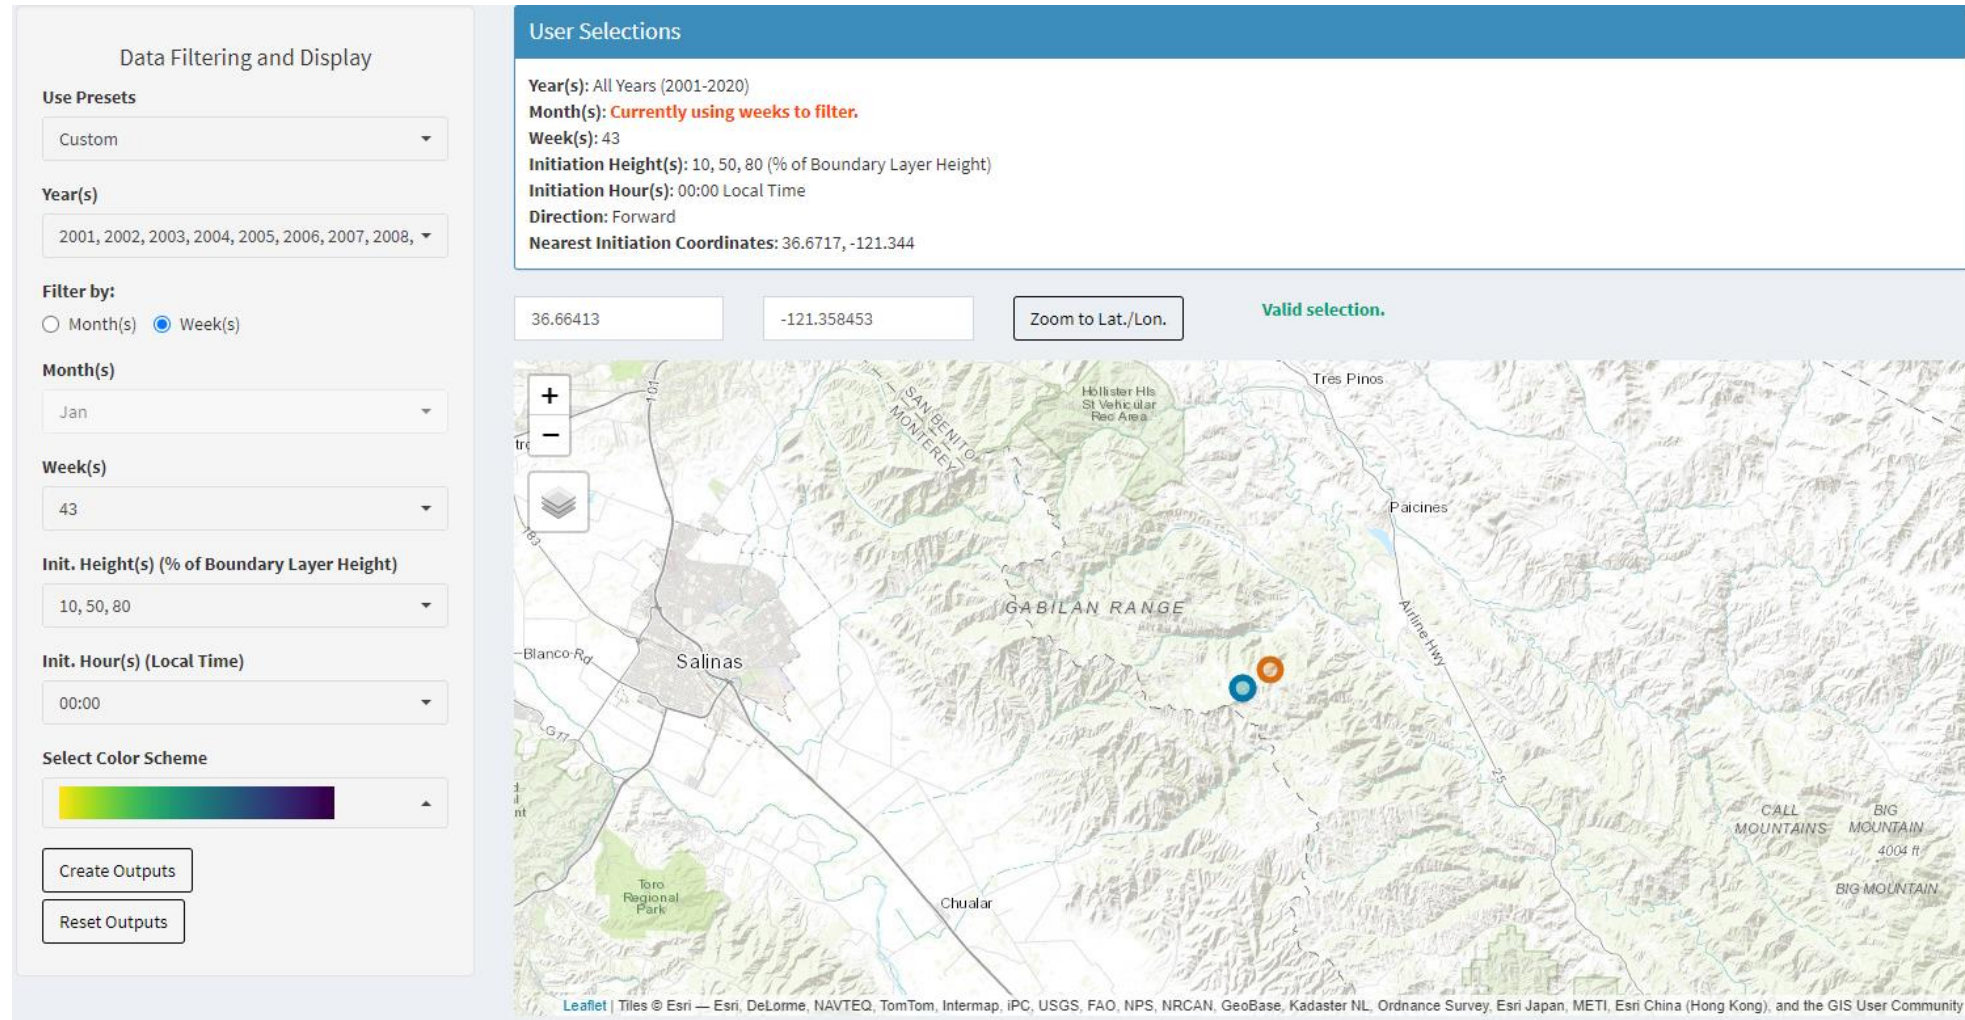 Data Filtering and Display
Use Presets
Custom
Year(s)
2001, 2002, 2003, 2004, 2005, 2006, 2007, 2008,
Filter by:
Month(s) Week(s)
Month(s)
Jan
Week(s)
43
Init. Height(s) (% of Boundary Layer Height)
10, 50, 80
Init. Hour(s) (Local Time)
00:00
Select Color Scheme
Create Outputs
Reset Outputs
User Selections
Year(s): All Years (2001-2020)
Month(s): Currently using weeks to filter.
Week(s): 43
Initiation Height(s): 10, 50, 80 (% of Boundary Layer Height)
Initiation Hour(s): 00:00 Local Time
Direction: Forward
Nearest Initiation Coordinates: 36.6717, -121.344
36.66413
-121.358453
Zoom to Lat./Lon.
Valid selection.
+
−
101
SAN BENITO
MONTEREY
Hollister Hls
St Vehicular
Rec Area
Tres Pinos
Paicines
183
GABILAN RANGE
Airline Hwy
Blanco-Rd
Salinas
G17
25
CALL
MOUNTAINS
BIG
MOUNTAIN
4004 ft
BIG MOUNTAIN
Toro
Regional
Park
Chualar
Leaflet | Tiles © Esri — Esri, DeLorme, NAVTEQ, TomTom, Intermap, iPC, USGS, FAO, NPS, NRCAN, GeoBase, Kadaster NL, Ordnance Survey, Esri Japan, METI, Esri China (Hong Kong), and the GIS User Community